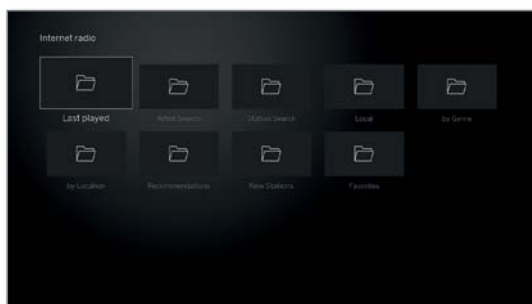 Internet radio
Last played
Artist Search
Station Search
Local
by Genre
by Location
Recommendations
New Stations
Favorites